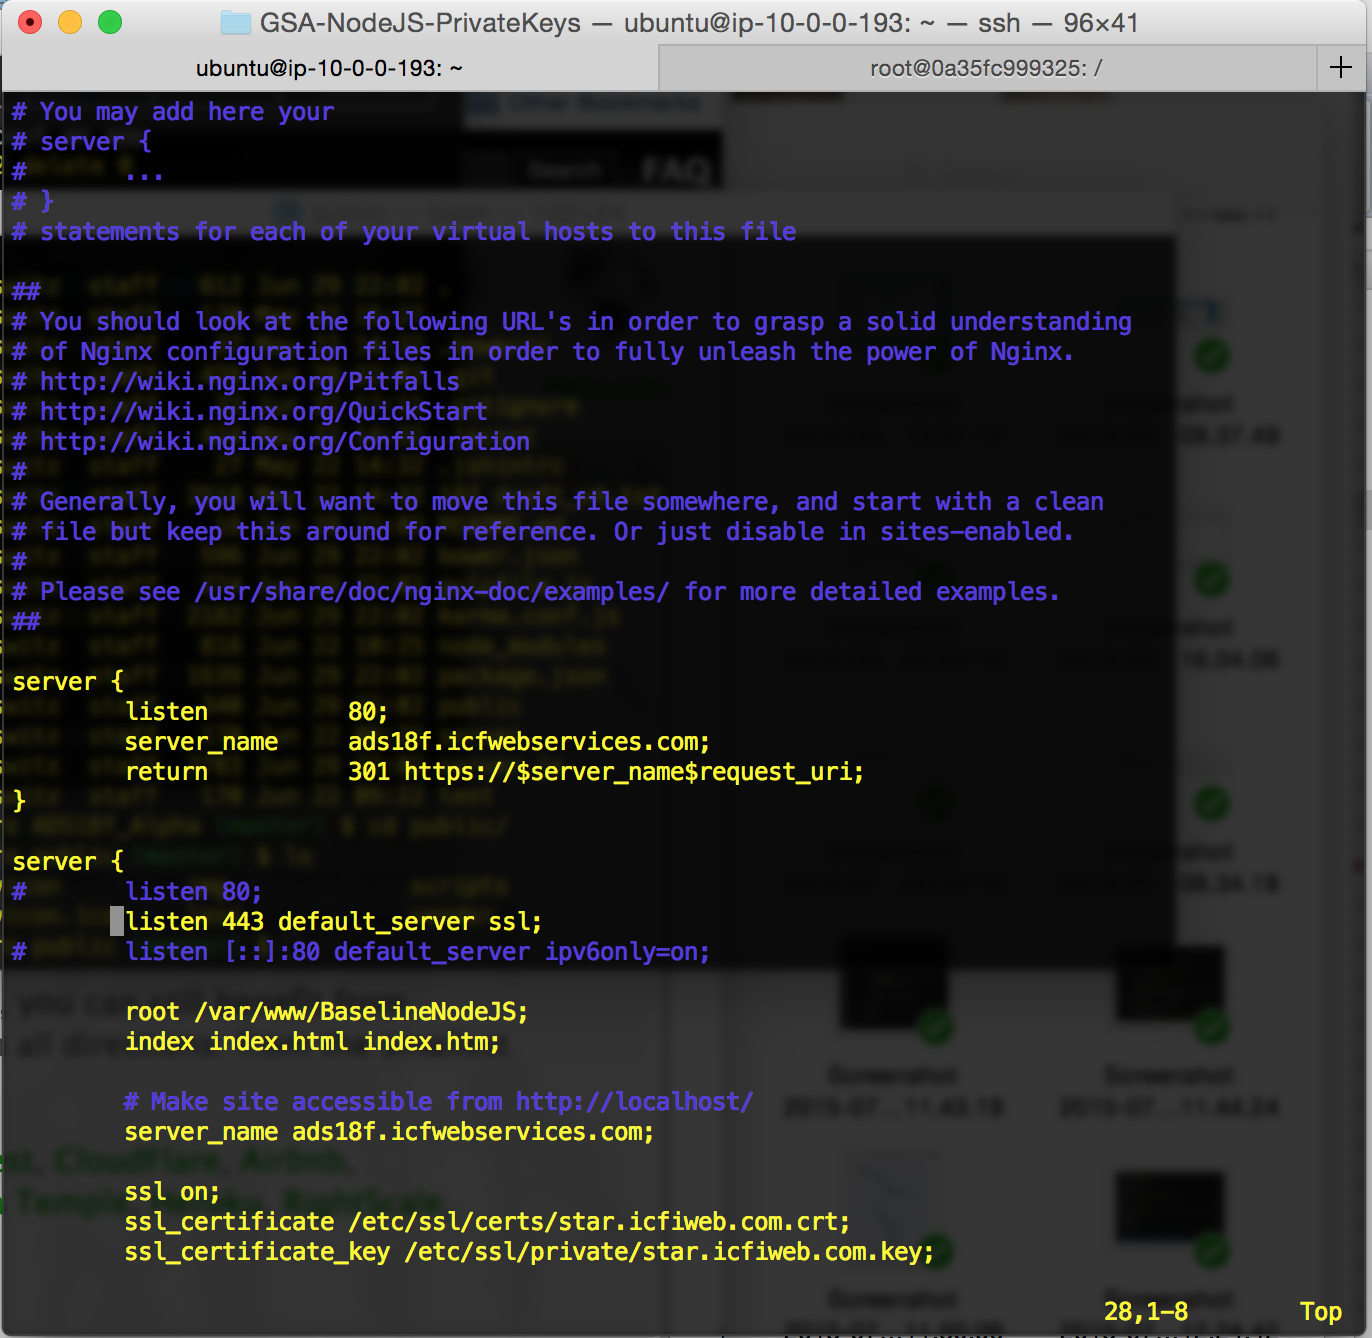 GSA-NodeJS-PrivateKeys — ubuntu@ip-10-0-0-193: ~ — ssh — 96×41
ubuntu@ip-10-0-0-193: ~
root@0a35fc999325: /
# You may add here your
# server {
#       ...
# }
# statements for each of your virtual hosts to this file
##
# You should look at the following URL's in order to grasp a solid understanding
# of Nginx configuration files in order to fully unleash the power of Nginx.
# http://wiki.nginx.org/Pitfalls
# http://wiki.nginx.org/QuickStart
# http://wiki.nginx.org/Configuration
#
# Generally, you will want to move this file somewhere, and start with a clean
# file but keep this around for reference. Or just disable in sites-enabled.
#
# Please see /usr/share/doc/nginx-doc/examples/ for more detailed examples.
##
server {
        listen          80;
        server_name     ads18f.icfwebservices.com;
        return          301 https://$server_name$request_uri;
}
server {
#       listen 80;
        listen 443 default_server ssl;
#       listen [::]:80 default_server ipv6only=on;
        root /var/www/BaselineNodeJS;
        index index.html index.htm;
        # Make site accessible from http://localhost/
        server_name ads18f.icfwebservices.com;
        ssl on;
        ssl_certificate /etc/ssl/certs/star.icfiweb.com.crt;
        ssl_certificate_key /etc/ssl/private/star.icfiweb.com.key;
28,1-8          Top